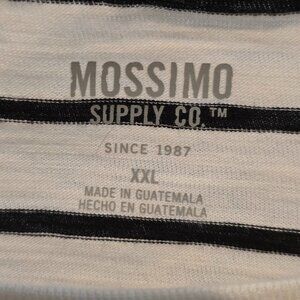 MOSSIMO
SUPPLY CO.™
SINCE 1987
XXL
MADE IN GUATEMALA
HECHO EN GUATEMALA